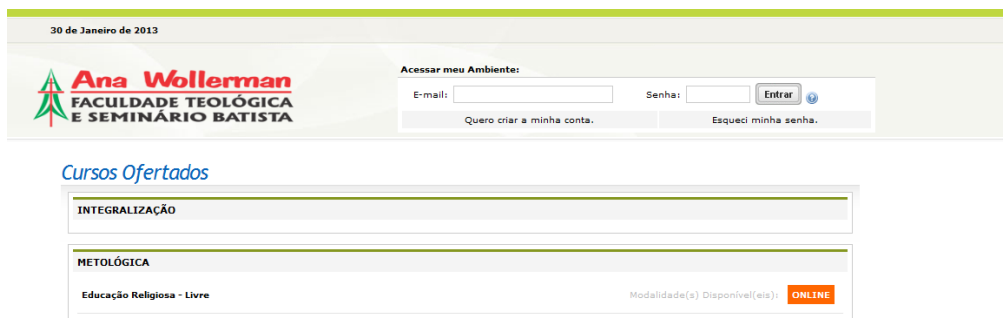 30 de Janeiro de 2013
Ana Wollerman
FACULDADE TEOLÓGICA
E SEMINÁRIO BATISTA
Acessar meu Ambiente:
E-mail: Senha: Entrar
Quero criar a minha conta. Esqueci minha senha.
Cursos Ofertados
INTEGRALIZAÇÃO
METOLÓGICA
Educação Religiosa - Livre Modalidade(s) Disponível(eis): ONLINE